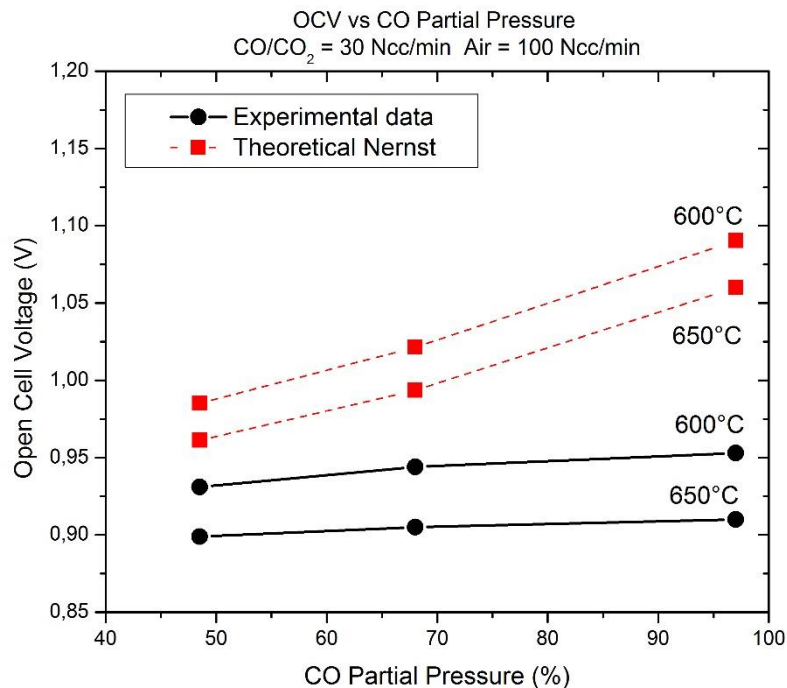 OCV vs CO Partial Pressure
CO/CO₂ = 30 Ncc/min Air = 100 Ncc/min
1,20
1,15
1,10
1,05
1,00
0,95
0,90
0,85
Open Cell Voltage (V)
Experimental data
Theoretical Nernst
600°C
650°C
600°C
650°C
40
50
60
70
80
90
100
CO Partial Pressure (%)